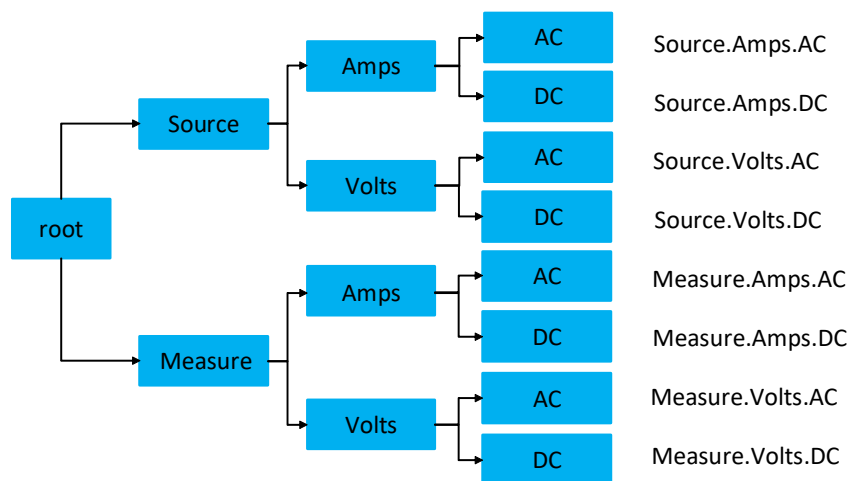 AC
Source.Amps.AC
Amps
DC
Source.Amps.DC
Source
AC
Source.Volts.AC
Volts
DC
Source.Volts.DC
root
AC
Measure.Amps.AC
Amps
DC
Measure.Amps.DC
Measure
AC
Measure.Volts.AC
Volts
DC
Measure.Volts.DC